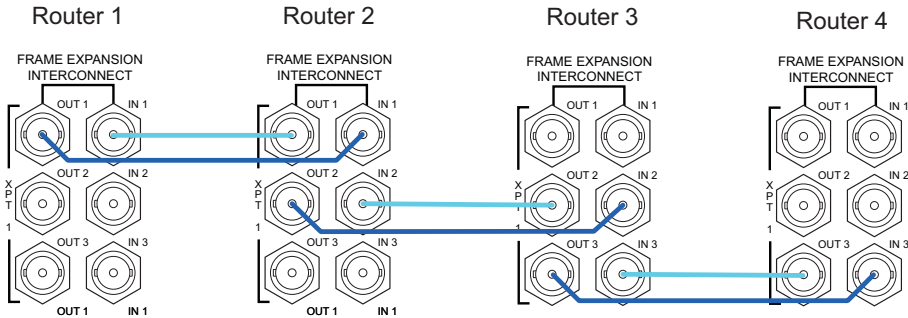 Router 1 Router 2 Router 3 Router 4
FRAME EXPANSION FRAME EXPANSION FRAME EXPANSION FRAME EXPANSION
INTERCONNECT INTERCONNECT INTERCONNECT INTERCONNECT
OUT 1 IN 1 OUT 1 IN 1 OUT 1 IN 1 OUT 1 IN 1
OUT 2 IN 2 OUT 2 IN 2 OUT 2 IN 2 OUT 2 IN 2
XPT 1 XPT 1 XPT 1 XPT 1
OUT 3 IN 3 OUT 3 IN 3 OUT 3 IN 3 OUT 3 IN 3
OUT 1 IN 1 OUT 1 IN 1